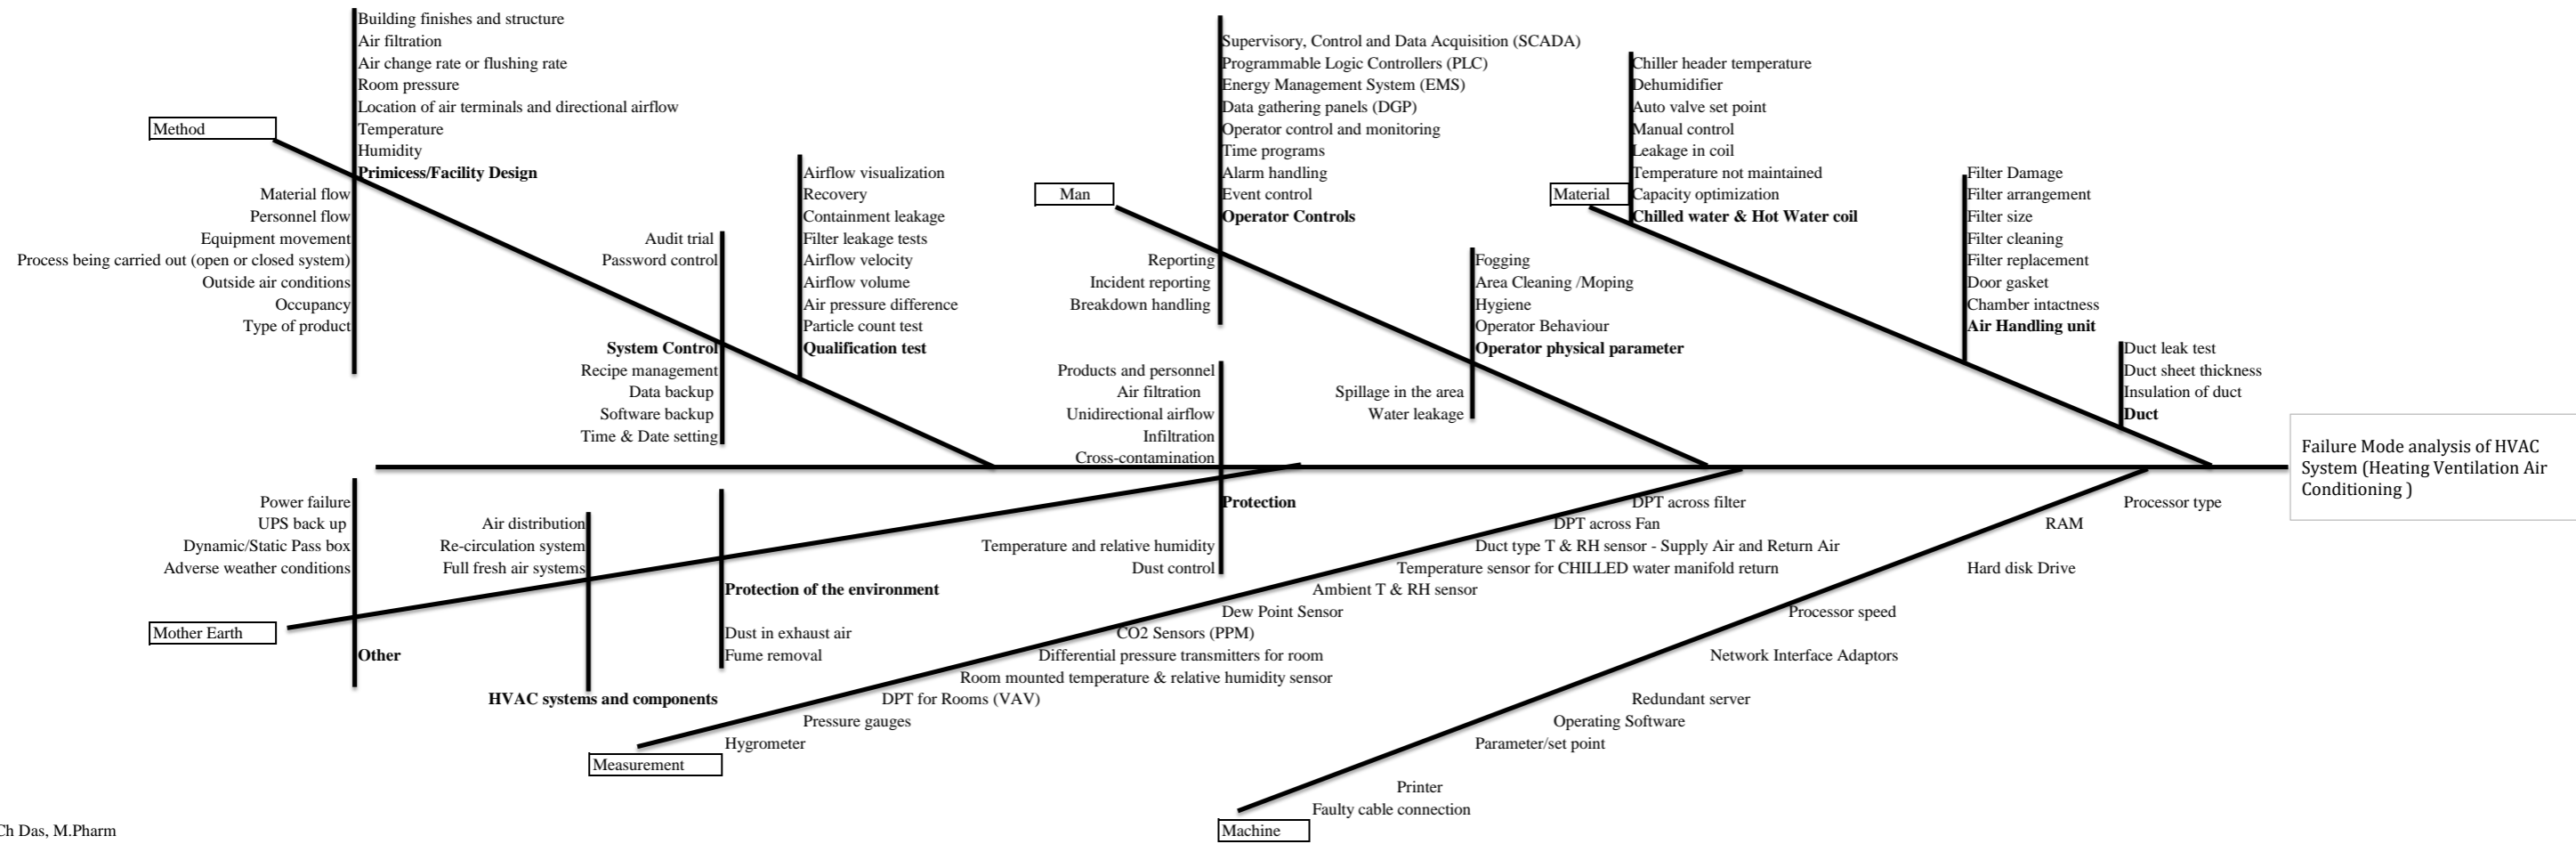 Building finishes and structure
Air filtration
Air change rate or flushing rate
Room pressure
Location of air terminals and directional airflow
Temperature
Humidity
Primicess/Facility Design
Method
Material flow
Personnel flow
Equipment movement
Process being carried out (open or closed system)
Outside air conditions
Occupancy
Type of product
Audit trial
Password control
System Control
Recipe management
Data backup
Software backup
Time & Date setting
Airflow visualization
Recovery
Containment leakage
Filter leakage tests
Airflow velocity
Airflow volume
Air pressure difference
Particle count test
Qualification test
Man
Supervisory, Control and Data Acquisition (SCADA)
Programmable Logic Controllers (PLC)
Energy Management System (EMS)
Data gathering panels (DGP)
Operator control and monitoring
Time programs
Alarm handling
Event control
Operator Controls
Reporting
Incident reporting
Breakdown handling
Fogging
Area Cleaning /Moping
Hygiene
Operator Behaviour
Operator physical parameter
Spillage in the area
Water leakage
Material
Chiller header temperature
Dehumidifier
Auto valve set point
Manual control
Leakage in coil
Temperature not maintained
Capacity optimization
Chilled water & Hot Water coil
Filter Damage
Filter arrangement
Filter size
Filter cleaning
Filter replacement
Door gasket
Chamber intactness
Air Handling unit
Duct leak test
Duct sheet thickness
Insulation of duct
Duct
Failure Mode analysis of HVAC
System (Heating Ventilation Air
Conditioning )
Products and personnel
Air filtration
Unidirectional airflow
Infiltration
Cross-contamination
Protection
Temperature and relative humidity
Dust control
Power failure
UPS back up
Dynamic/Static Pass box
Adverse weather conditions
Mother Earth
Other
Air distribution
Re-circulation system
Full fresh air systems
HVAC systems and components
Protection of the environment
Dust in exhaust air
Fume removal
DPT across filter
DPT across Fan
Duct type T & RH sensor - Supply Air and Return Air
Temperature sensor for CHILLED water manifold return
Ambient T & RH sensor
Dew Point Sensor
CO2 Sensors (PPM)
Differential pressure transmitters for room
Room mounted temperature & relative humidity sensor
DPT for Rooms (VAV)
Pressure gauges
Hygrometer
Measurement
Processor type
RAM
Hard disk Drive
Processor speed
Network Interface Adaptors
Redundant server
Operating Software
Parameter/set point
Printer
Faulty cable connection
Machine
Ch Das, M.Pharm